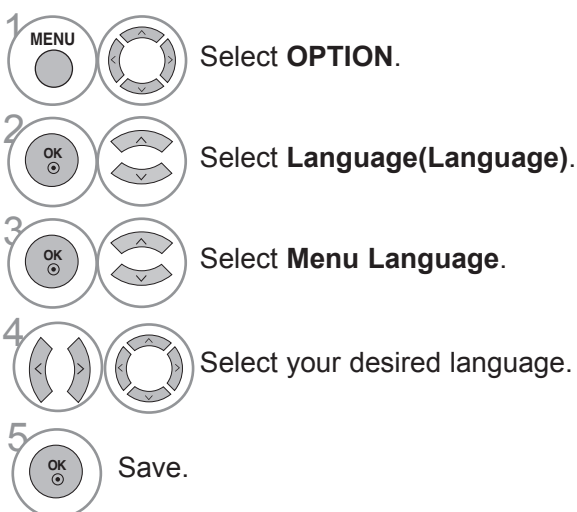 1 MENU Select OPTION.
2 OK Select Language(Language).
3 OK Select Menu Language.
4 Select your desired language.
5 OK Save.